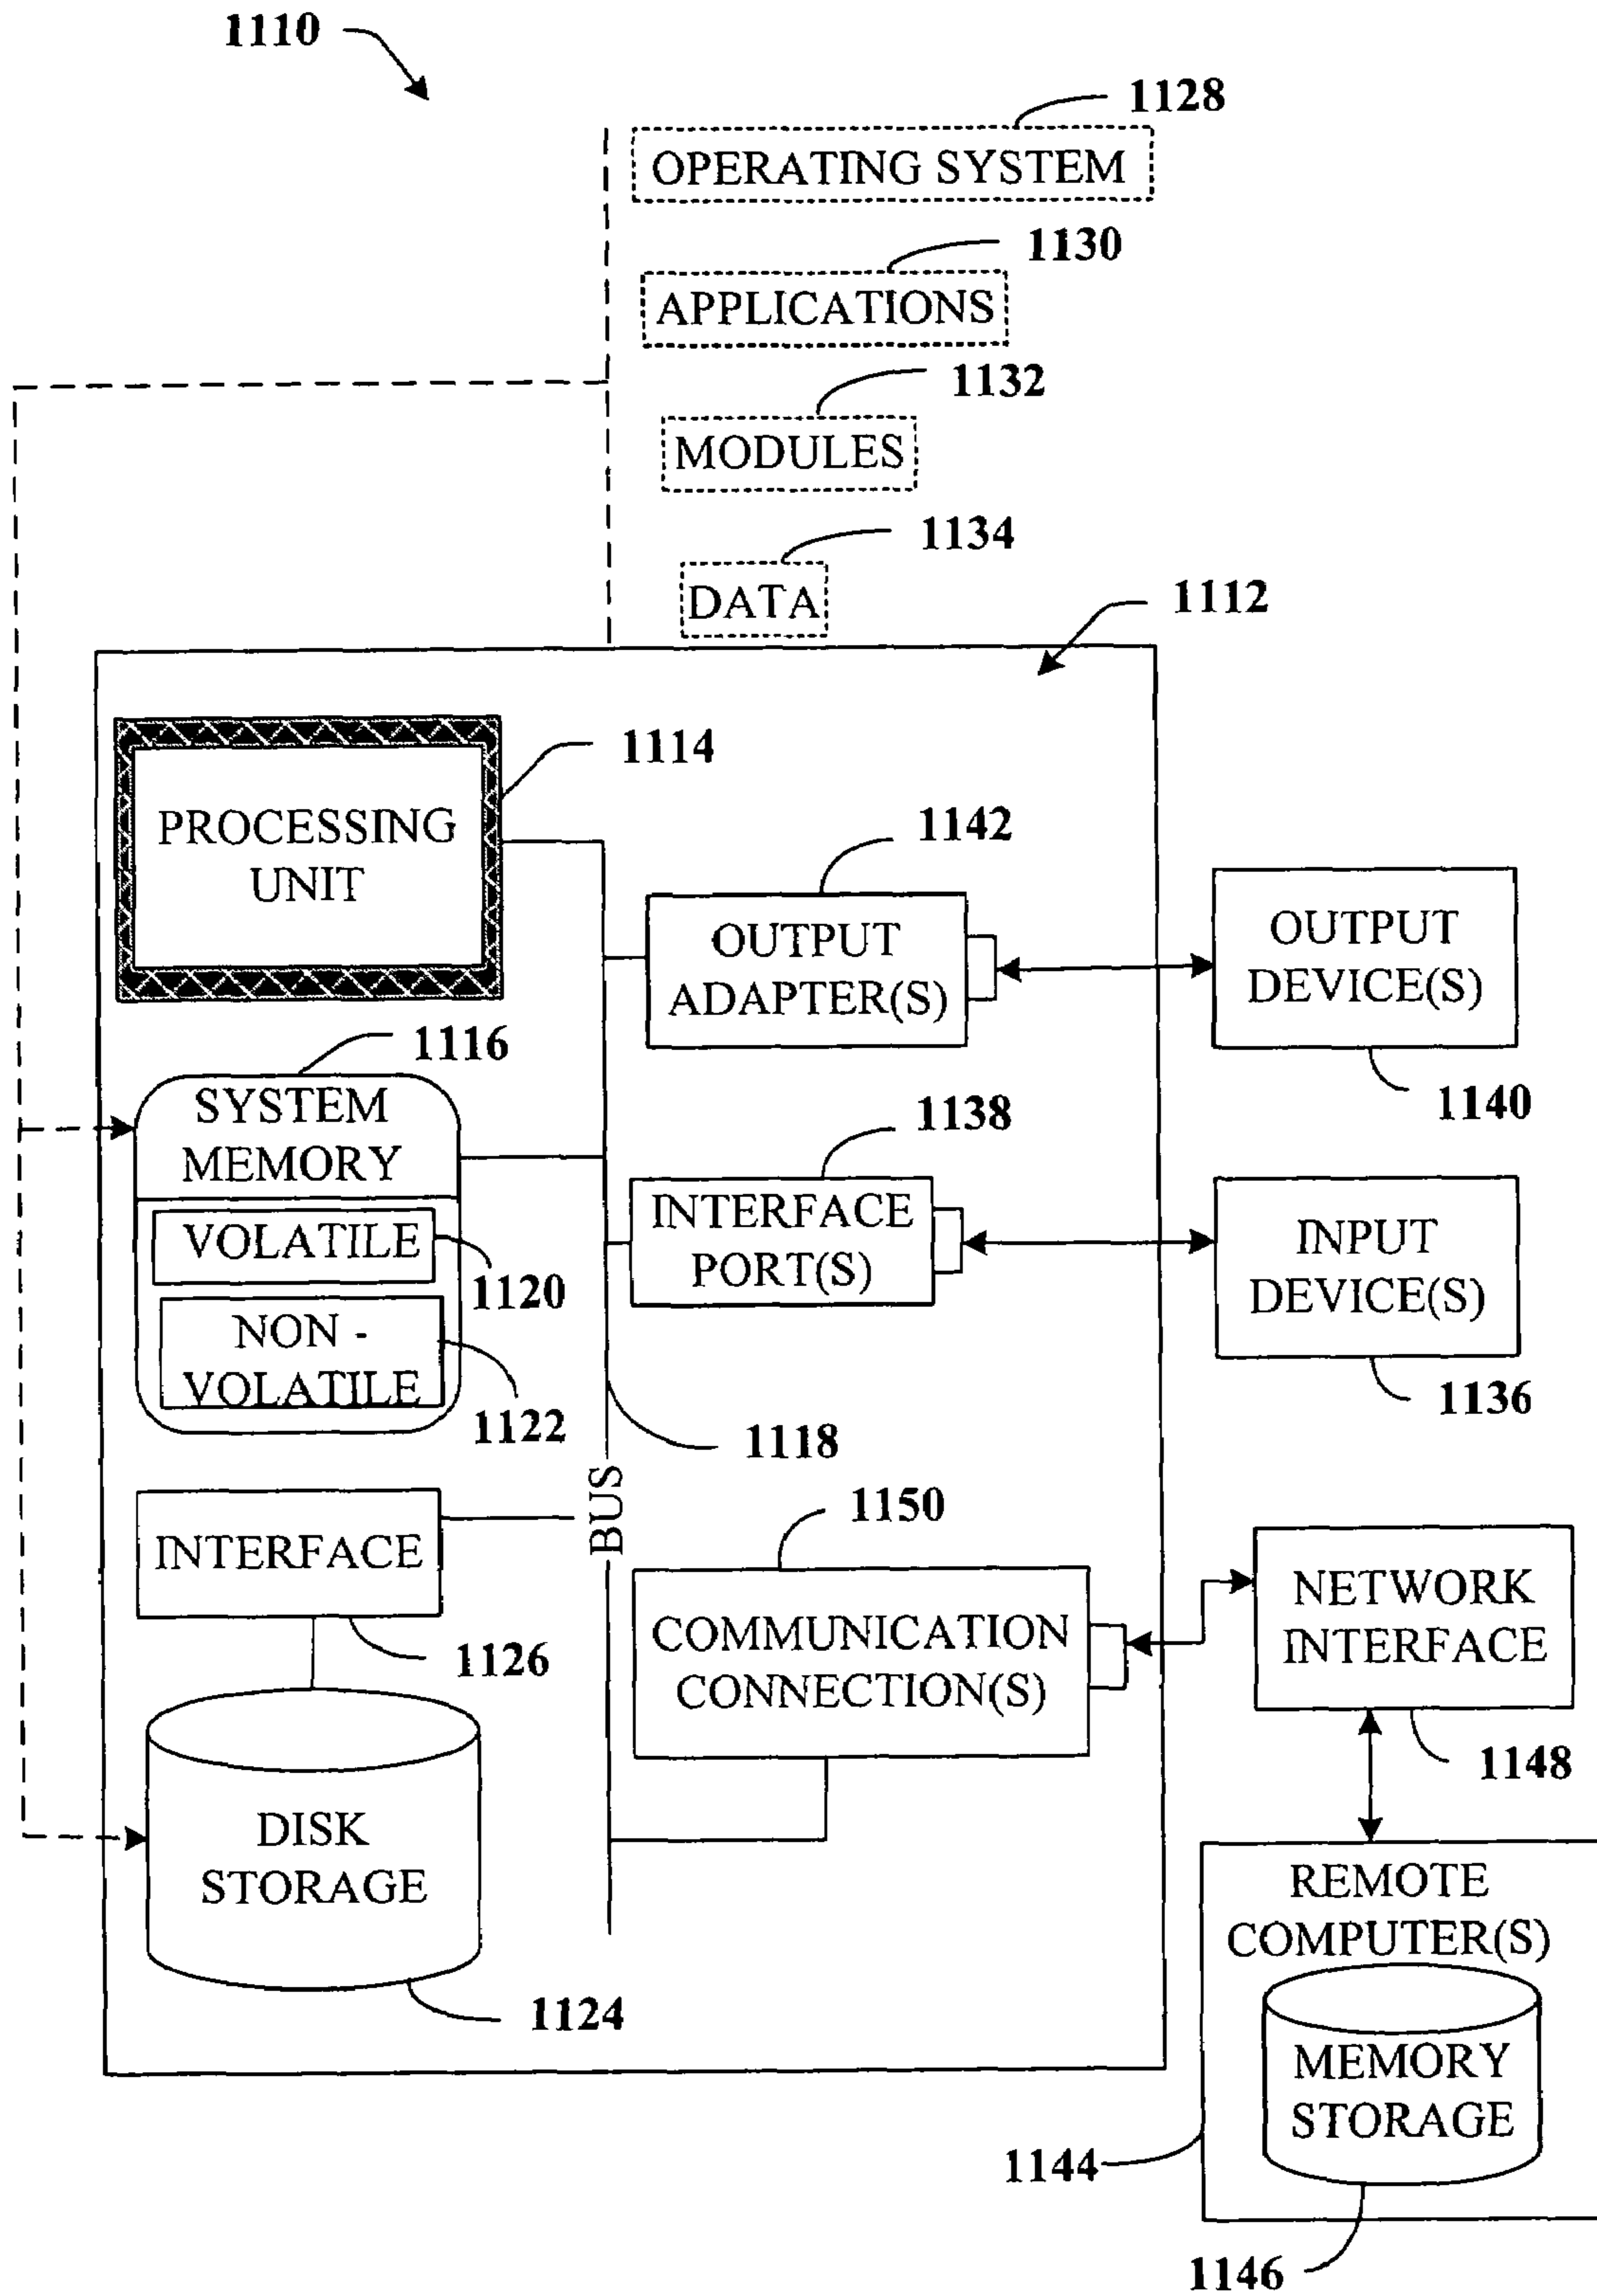 1110
1128
OPERATING SYSTEM
1130
APPLICATIONS
1132
MODULES
1134
DATA
1112
1114
PROCESSING
UNIT
1142
OUTPUT
ADAPTER(S)
OUTPUT
DEVICE(S)
1140
1116
SYSTEM
MEMORY
VOLATILE
1120
NON -
VOLATILE
1122
1138
INTERFACE
PORT(S)
INPUT
DEVICE(S)
1136
1118
BUS
INTERFACE
1126
1150
COMMUNICATION
CONNECTION(S)
NETWORK
INTERFACE
1148
DISK
STORAGE
1124
REMOTE
COMPUTER(S)
MEMORY
STORAGE
1144
1146